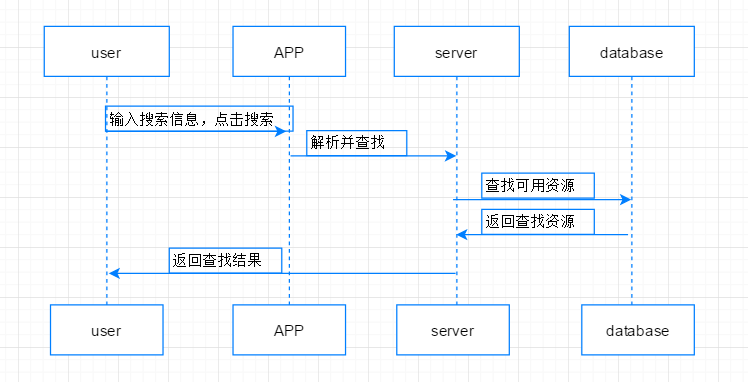 user
APP
server
database
输入搜索信息，点击搜索
解析并查找
查找可用资源
返回查找资源
返回查找结果
user
APP
server
database